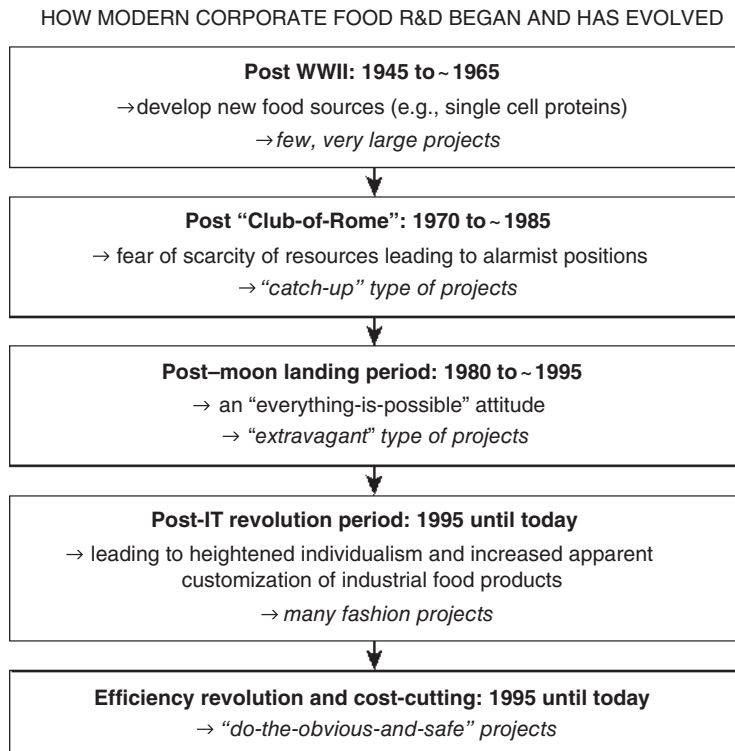 HOW MODERN CORPORATE FOOD R&D BEGAN AND HAS EVOLVED
Post WWII: 1945 to ~ 1965
→develop new food sources (e.g., single cell proteins)
→few, very large projects
Post “Club-of-Rome”: 1970 to ~ 1985
→ fear of scarcity of resources leading to alarmist positions
→“catch-up” type of projects
Post–moon landing period: 1980 to ~ 1995
→ an “everything-is-possible” attitude
→ “extravagant” type of projects
Post-IT revolution period: 1995 until today
→ leading to heightened individualism and increased apparent
customization of industrial food products
→ many fashion projects
Efficiency revolution and cost-cutting: 1995 until today
→ “do-the-obvious-and-safe” projects